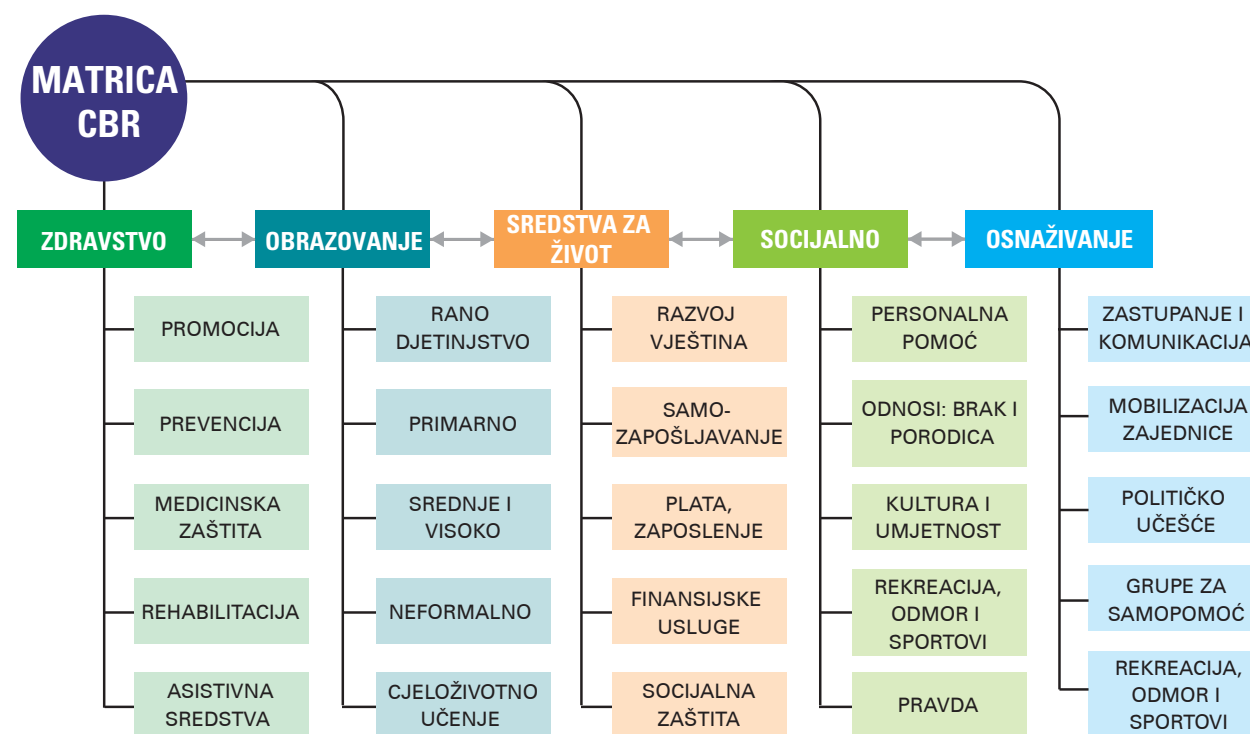 MATRICA
CBR
ZDRAVSTVO
OBRAZOVANJE
SREDSTVA ZA
ŽIVOT
SOCIJALNO
OSNAŽIVANJE
PROMOCIJA
PREVENCIJA
MEDICINSKA
ZAŠTITA
REHABILITACIJA
ASISTIVNA
SREDSTVA
RANO
DJETINJSTVO
PRIMARNO
SREDNJE I
VISOKO
NEFORMALNO
CJELOŽIVOTNO
UČENJE
RAZVOJ
VJEŠTINA
SAMO-
ZAPOŠLJAVANJE
PLATA,
ZAPOSLENJE
FINANSIJSKE
USLUGE
SOCIJALNA
ZAŠTITA
PERSONALNA
POMOĆ
ODNOSI: BRAK I
PORODICA
KULTURA I
UMJETNOST
REKREACIJA,
ODMOR I
SPORTOVI
PRAVDA
ZASTUPANJE I
KOMUNIKACIJA
MOBILIZACIJA
ZAJEDNICE
POLITIČKO
UČEŠĆE
GRUPE ZA
SAMOPOMOĆ
REKREACIJA,
ODMOR I
SPORTOVI